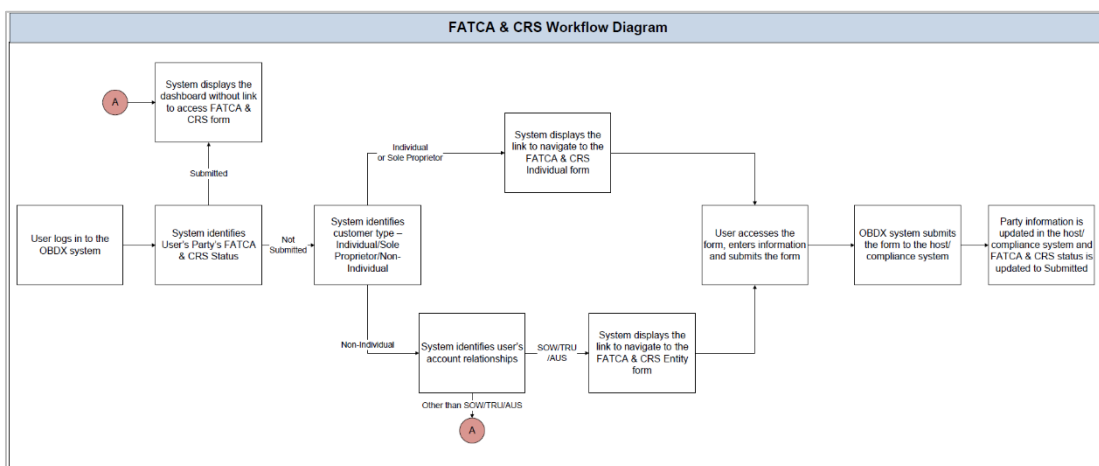 FATCA & CRS Workflow Diagram
System displays the
dashboard without link
to access FATCA &
CRS form
A
Submitted
Individual
or Sole Proprietor
System displays the
link to navigate to the
FATCA & CRS
Individual form
User logs in to the
OBDX system
System identifies
User's Party's FATCA
& CRS Status
Not
Submitted
System identifies
customer type –
Individual/Sole
Proprietor/Non-
Individual
User accesses the
form, enters information
and submits the form
OBDX system submits
the form to the host/
compliance system
Party information is
updated in the host/
compliance system and
FATCA & CRS status is
updated to Submitted
Non-Individual
System identifies user's
account relationships
SOW/TRU
/AUS
System displays the
link to navigate to the
FATCA & CRS Entity
form
Other than SOW/TRU/AUS
A